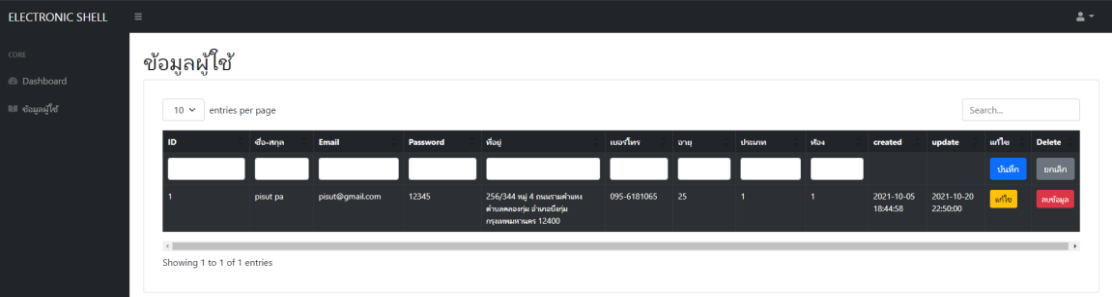 ELECTRONIC SHELL
CORE
Dashboard
ข้อมูลผู้ใช้
ข้อมูลผู้ใช้
10 entries per page
Search...
ID ชื่อ-สกุล Email Password ที่อยู่ เบอร์โทร อายุ ประเภท ห้อง created update แก้ไข Delete
บันทึก ยกเลิก
1 pisut pa pisut@gmail.com 12345 256/344 หมู่ 4 ถนนรามคำแหง 095-6181065 25 1 1 2021-10-05 2021-10-20 แก้ไข ลบข้อมูล
ตำบลคลองกุ่ม อำเภอบึงกุ่ม 18:44:58 22:50:00
กรุงเทพมหานคร 12400
Showing 1 to 1 of 1 entries